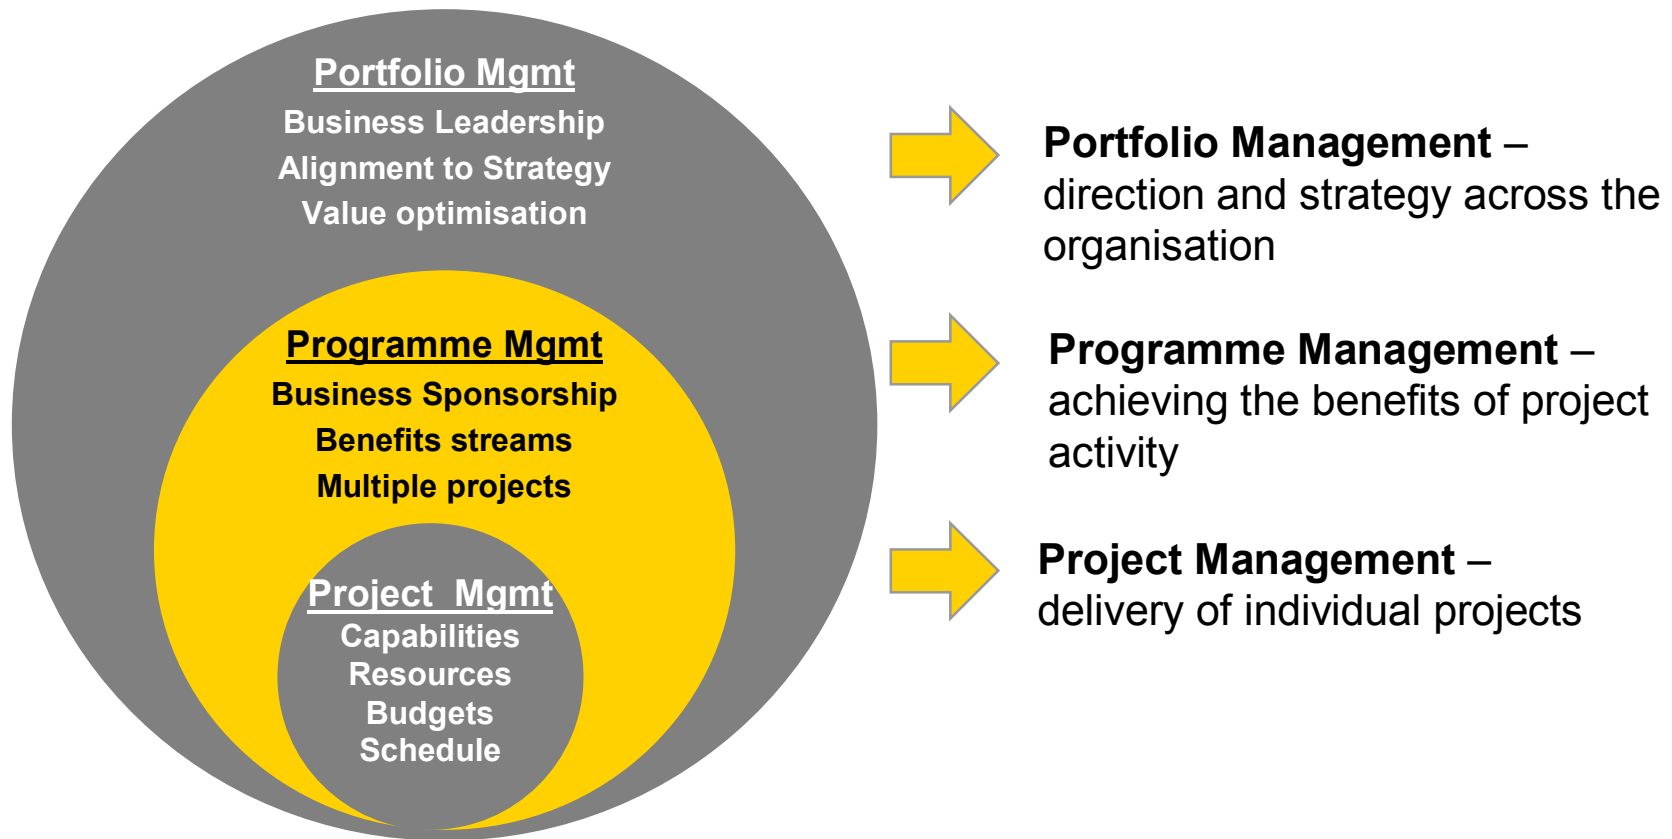 Portfolio Mgmt
Business Leadership
Alignment to Strategy
Value optimisation
Programme Mgmt
Business Sponsorship
Benefits streams
Multiple projects
Project  Mgmt
Capabilities
Resources
Budgets
Schedule
Portfolio Management –
direction and strategy across the
organisation
Programme Management –
achieving the benefits of project
activity
Project Management –
delivery of individual projects